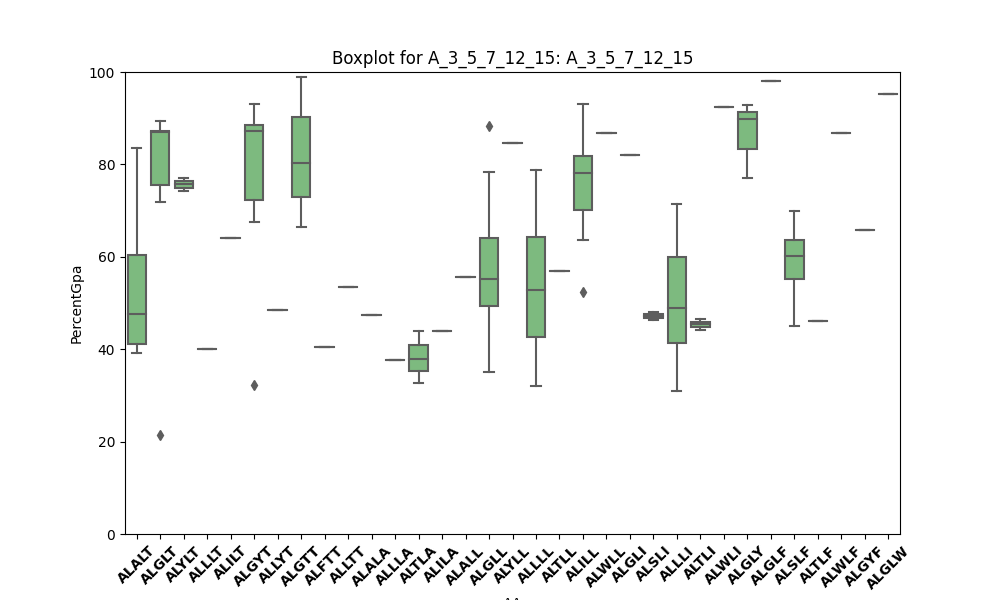 Boxplot for A_3_5_7_12_15: A_3_5_7_12_15
PercentGpa
100
80
60
40
20
0
ALALT
ALGLT
ALYLT
ALLLT
ALILT
ALGYT
ALLYT
ALGTT
ALFTT
ALLTT
ALALA
ALLLA
ALTLA
ALILA
ALALL
ALGLL
ALYLL
ALLLL
ALTLL
ALILL
ALWLL
ALGLI
ALSLI
ALLLI
ALTLI
ALWLI
ALGLY
ALGLF
ALSLF
ALTLF
ALWLF
ALGYF
ALGLW